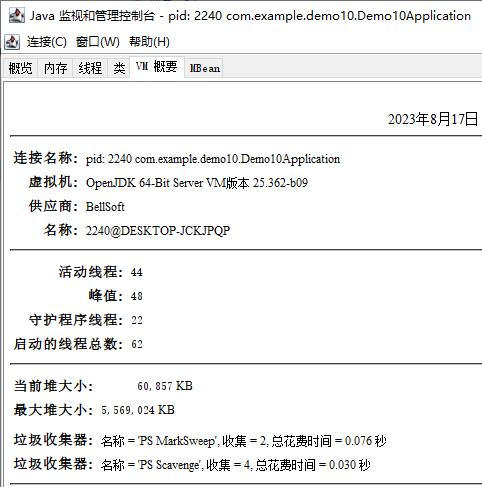 Java 监视和管理控制台 - pid: 2240 com.example.demo10.Demo10Application
连接(C) 窗口(W) 帮助(H)
概览 内存 线程 类 VM 概要 MBean
2023年8月17日
连接名称: pid: 2240 com.example.demo10.Demo10Application
虚拟机: OpenJDK 64-Bit Server VM版本 25.362-b09
供应商: BellSoft
名称: 2240@DESKTOP-JCKJPQP
活动线程: 44
峰值: 48
守护程序线程: 22
启动的线程总数: 62
当前堆大小: 60,857 KB
最大堆大小: 5,569,024 KB
垃圾收集器: 名称 = 'PS MarkSweep', 收集 = 2, 总花费时间 = 0.076 秒
垃圾收集器: 名称 = 'PS Scavenge', 收集 = 4, 总花费时间 = 0.030 秒